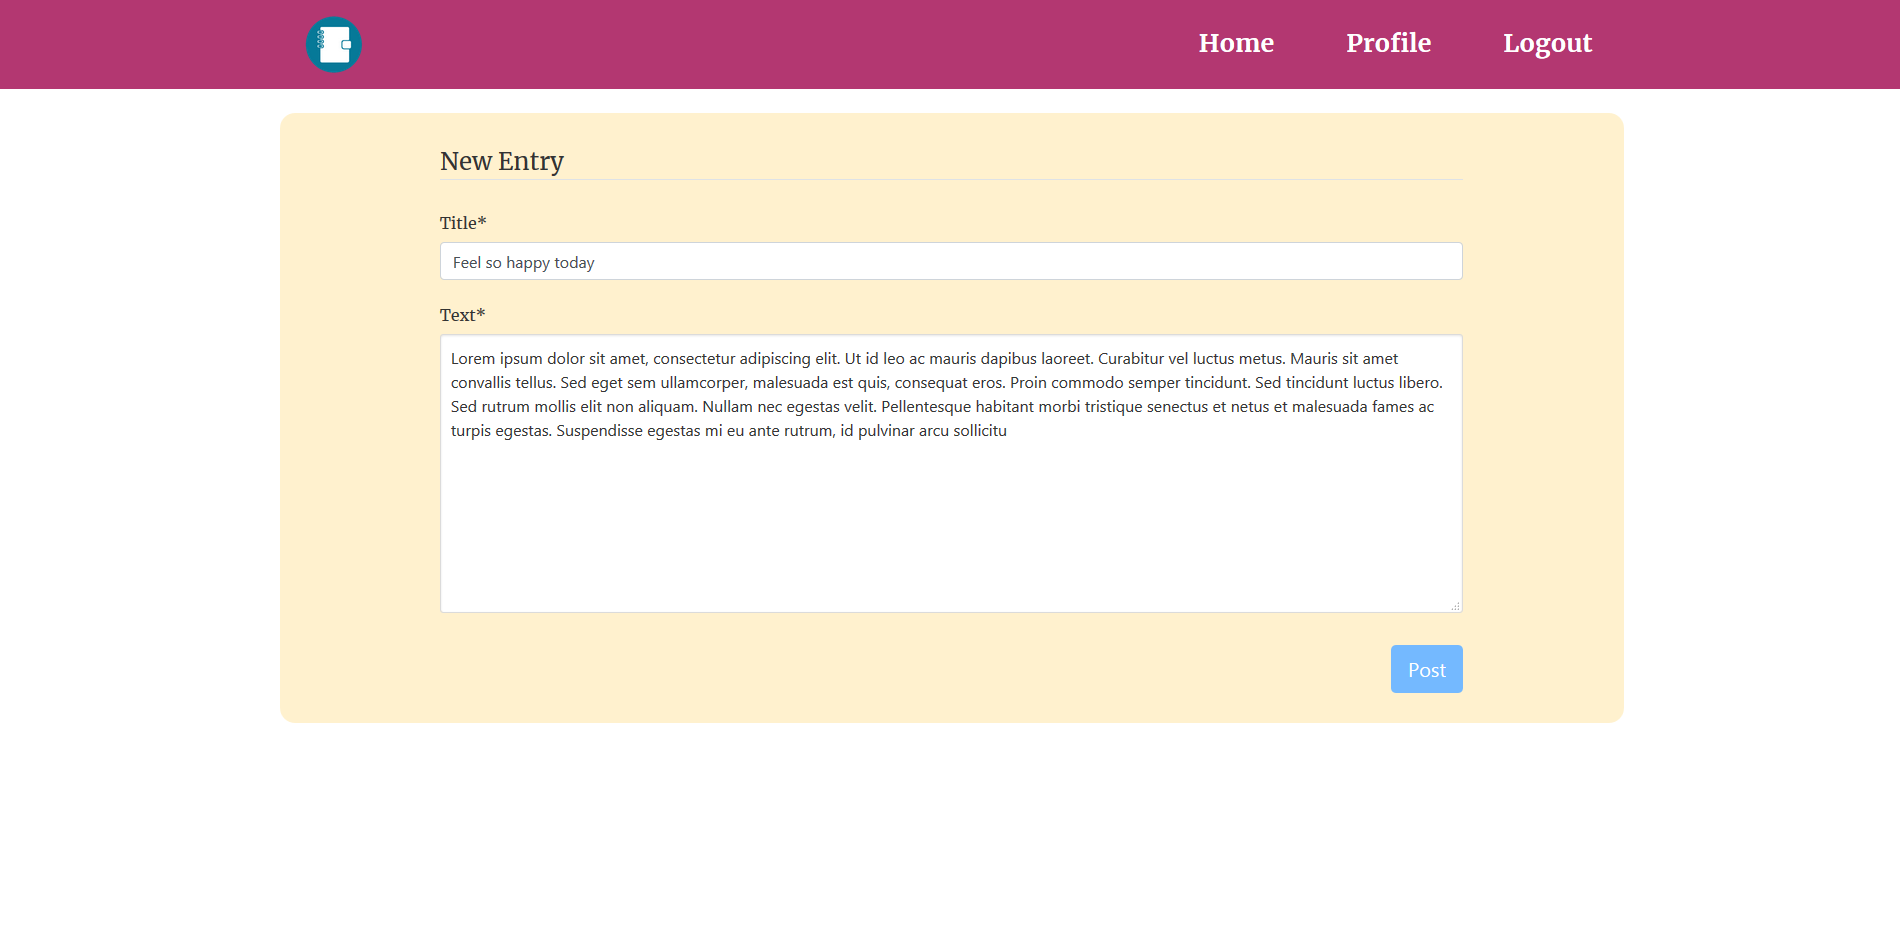 Home Profile Logout
New Entry
Title*
Feel so happy today
Text*
Lorem ipsum dolor sit amet, consectetur adipiscing elit. Ut id leo ac mauris dapibus laoreet. Curabitur vel luctus metus. Mauris sit amet
convallis tellus. Sed eget sem ullamcorper, malesuada est quis, consequat eros. Proin commodo semper tincidunt. Sed tincidunt luctus libero.
Sed rutrum mollis elit non aliquam. Nullam nec egestas velit. Pellentesque habitant morbi tristique senectus et netus et malesuada fames ac
turpis egestas. Suspendisse egestas mi eu ante rutrum, id pulvinar arcu sollicitu
Post